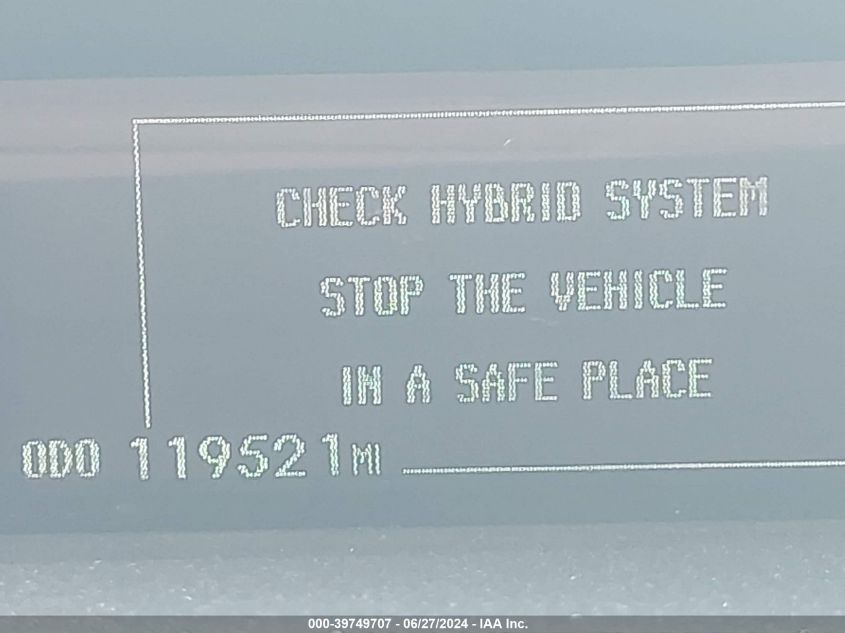 CHECK HYBRID SYSTEM
STOP THE VEHICLE
IN A SAFE PLACE
ODO 119521MI
000-39749707 - 06/27/2024 - IAA Inc.